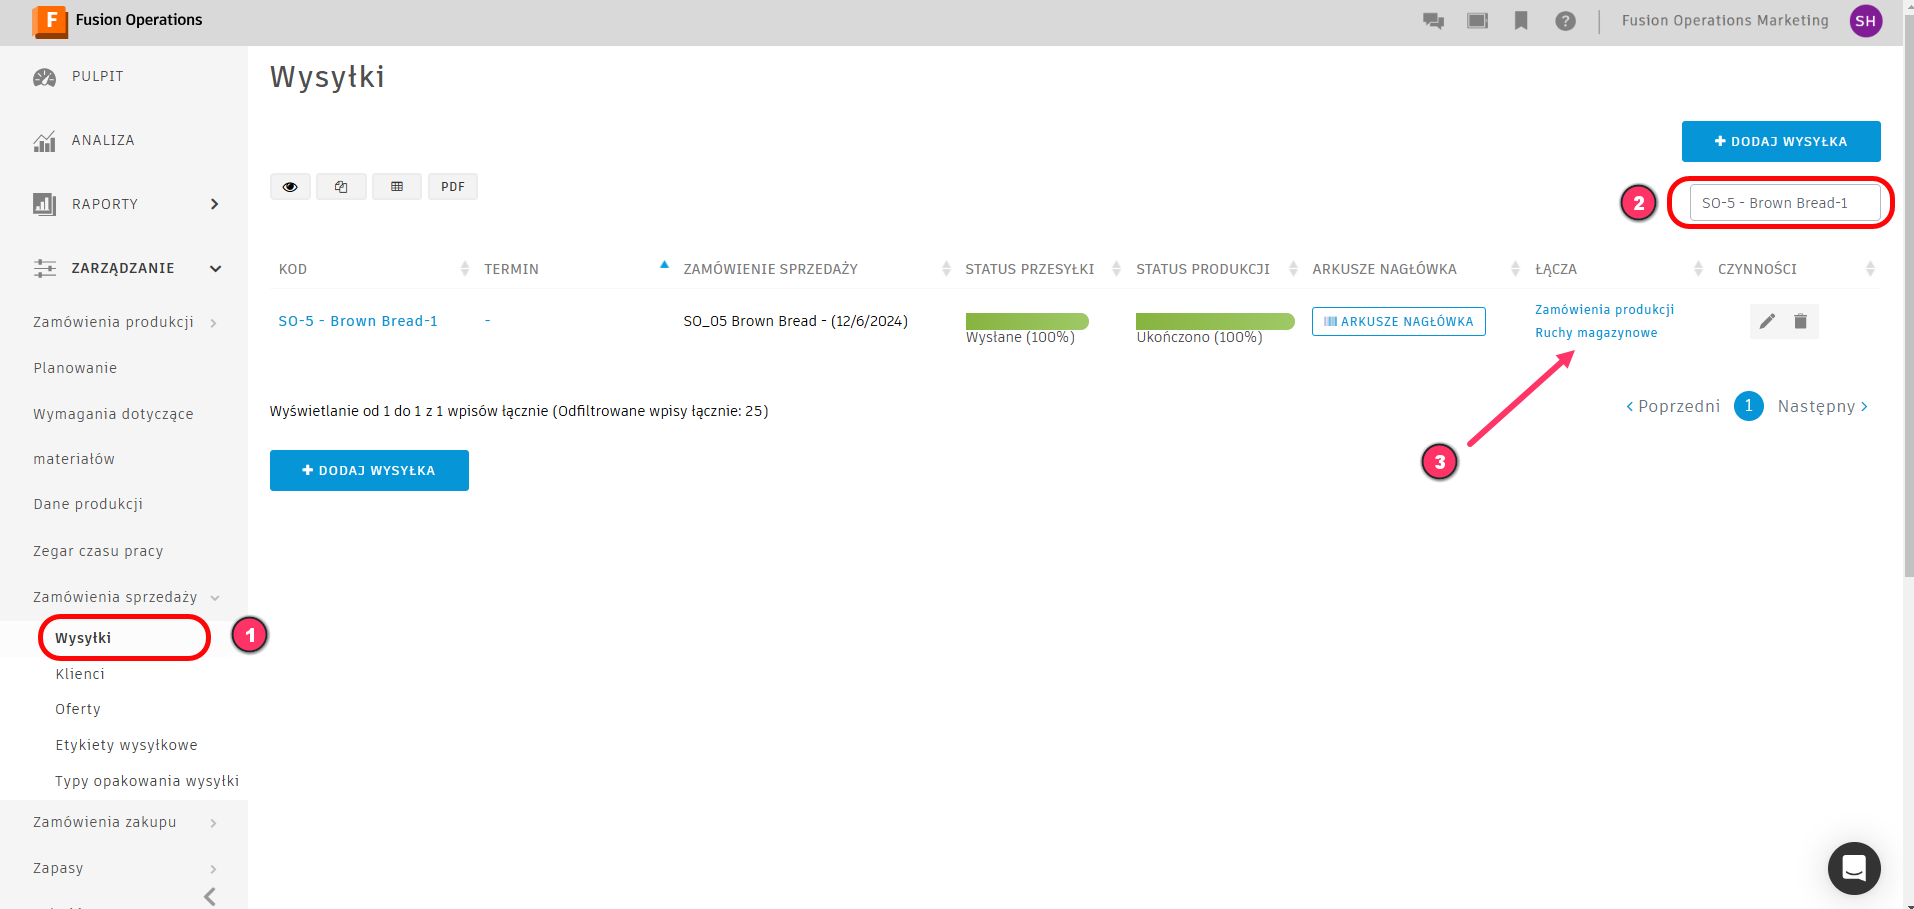 F Fusion Operations
? Fusion Operations Marketing SH
PULPIT
ANALIZA
RAPORTY
ZARZĄDZANIE
Zamówienia produkcji
Planowanie
Wymagania dotyczące
materiałów
Dane produkcji
Zegar czasu pracy
Zamówienia sprzedaży
Wysyłki
1
Klienci
Oferty
Etykiety wysyłkowe
Typy opakowania wysyłki
Zamówienia zakupu
Zapasy
Wysyłki
+ DODAJ WYSYŁKA
PDF
2
SO-5 - Brown Bread-1
KOD TERMIN ZAMÓWIENIE SPRZEDAŻY STATUS PRZESYŁKI STATUS PRODUKCJI ARKUSZE NAGŁÓWKA ŁĄCZA CZYNNOŚCI
SO-5 - Brown Bread-1 - SO_05 Brown Bread - (12/6/2024) Wysłane (100%) Ukończono (100%) ARKUSZE NAGŁÓWKA Zamówienia produkcji
Ruchy magazynowe
Wyświetlanie od 1 do 1 z 1 wpisów łącznie (Odfiltrowane wpisy łącznie: 25)
‹ Poprzedni 1 Następny ›
3
+ DODAJ WYSYŁKA